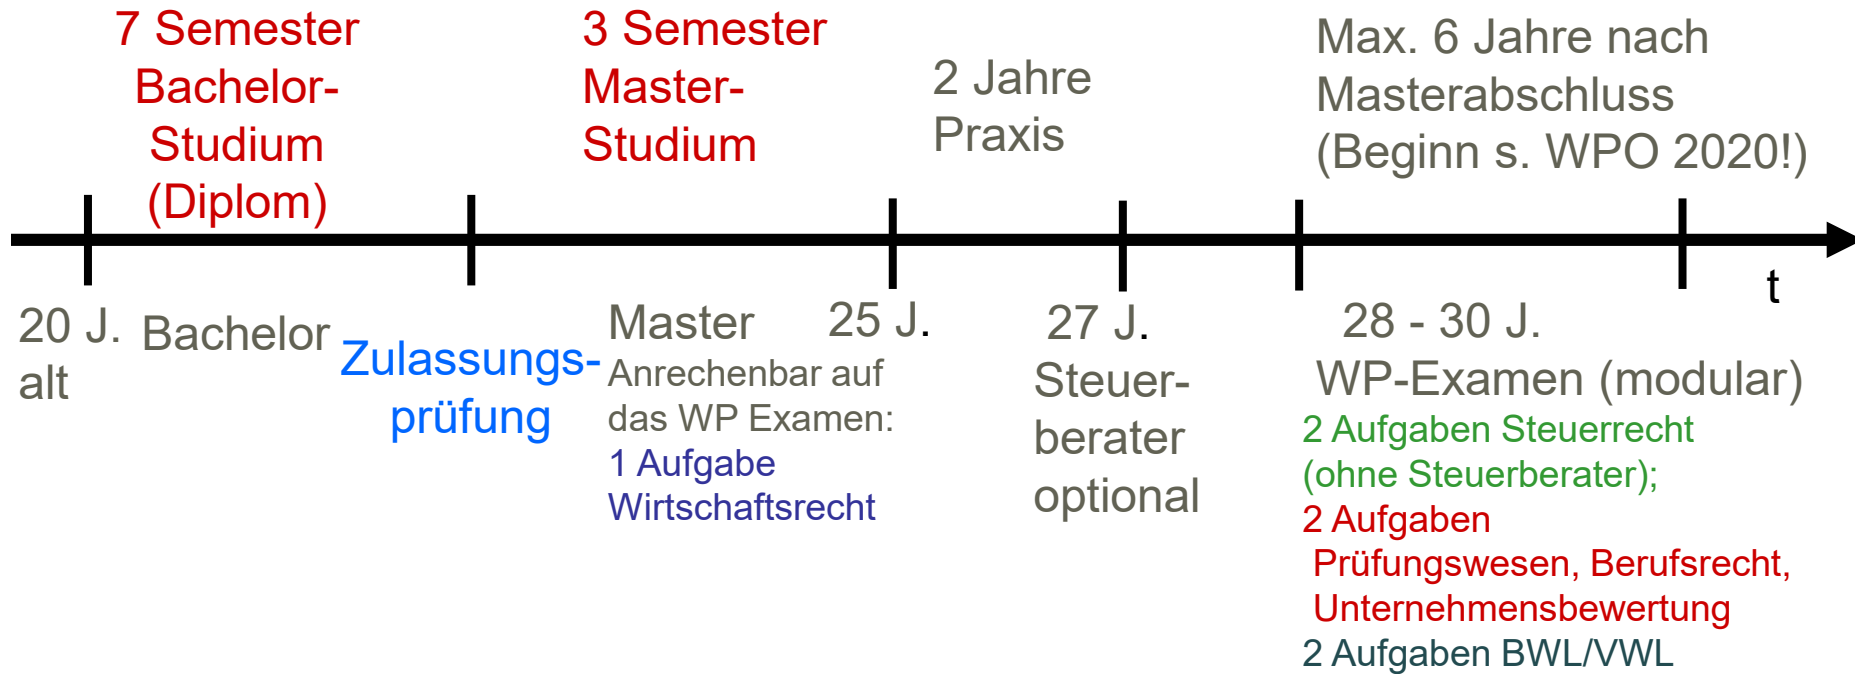 7 Semester
Bachelor-
Studium
(Diplom)
3 Semester
Master-
Studium
2 Jahre
Praxis
Max. 6 Jahre nach
Masterabschluss
(Beginn s. WPO 2020!)
t
20 J.
alt
Bachelor
Zulassungs-
prüfung
Master
Anrechenbar auf
das WP Examen:
1 Aufgabe
Wirtschaftsrecht
25 J.
27 J.
Steuer-
berater
optional
28 - 30 J.
WP-Examen (modular)
2 Aufgaben Steuerrecht
(ohne Steuerberater);
2 Aufgaben
Prüfungswesen, Berufsrecht,
Unternehmensbewertung
2 Aufgaben BWL/VWL